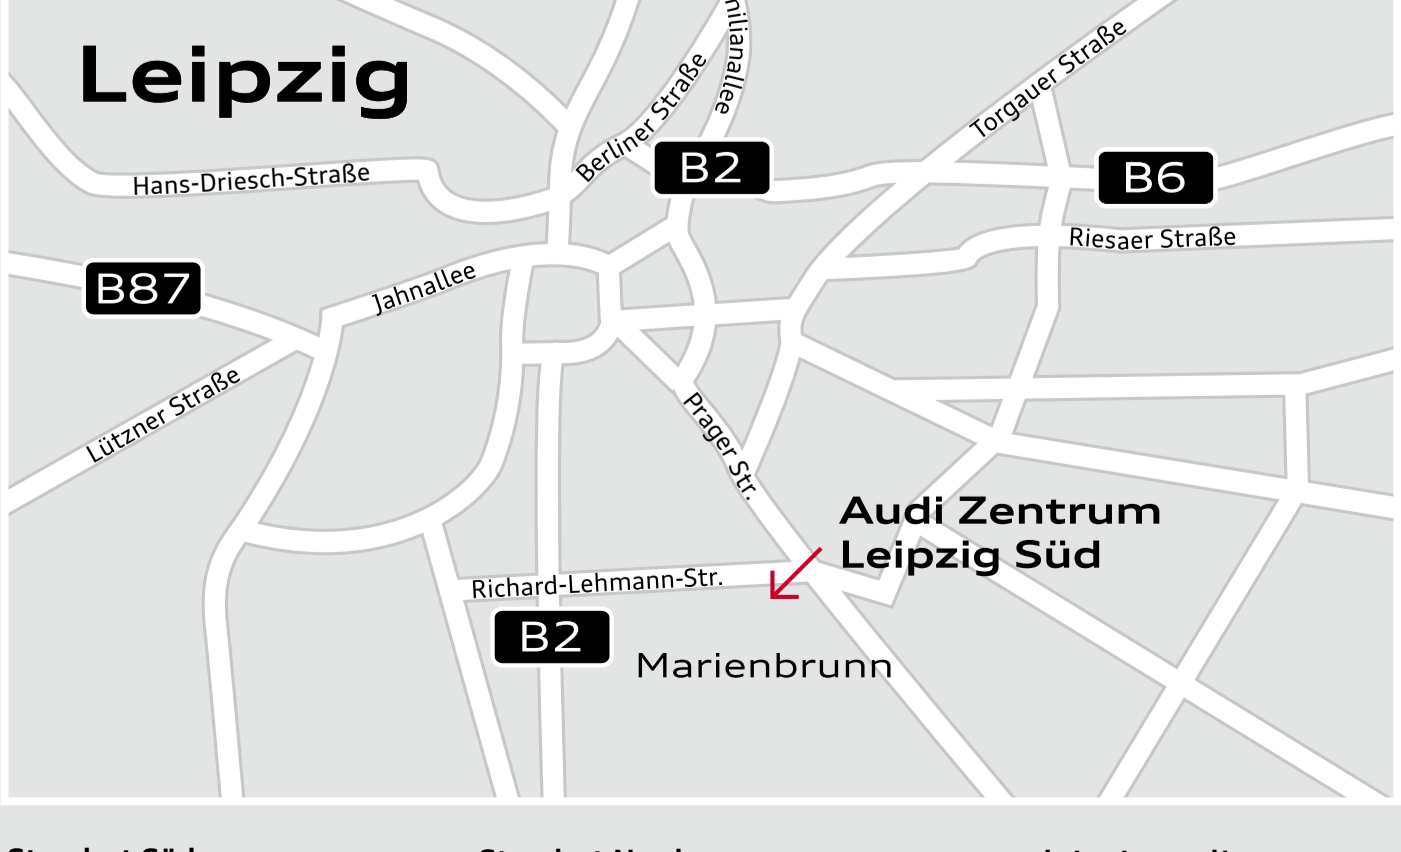 Leipzig
Berliner Straße
Torgauer Straße
B2
B6
Hans-Driesch-Straße
Riesaer Straße
B87
Jahnallee
Lützner Straße
Prager Str.
Audi Zentrum
Leipzig Süd
Richard-Lehmann-Str.
B2
Marienbrunn